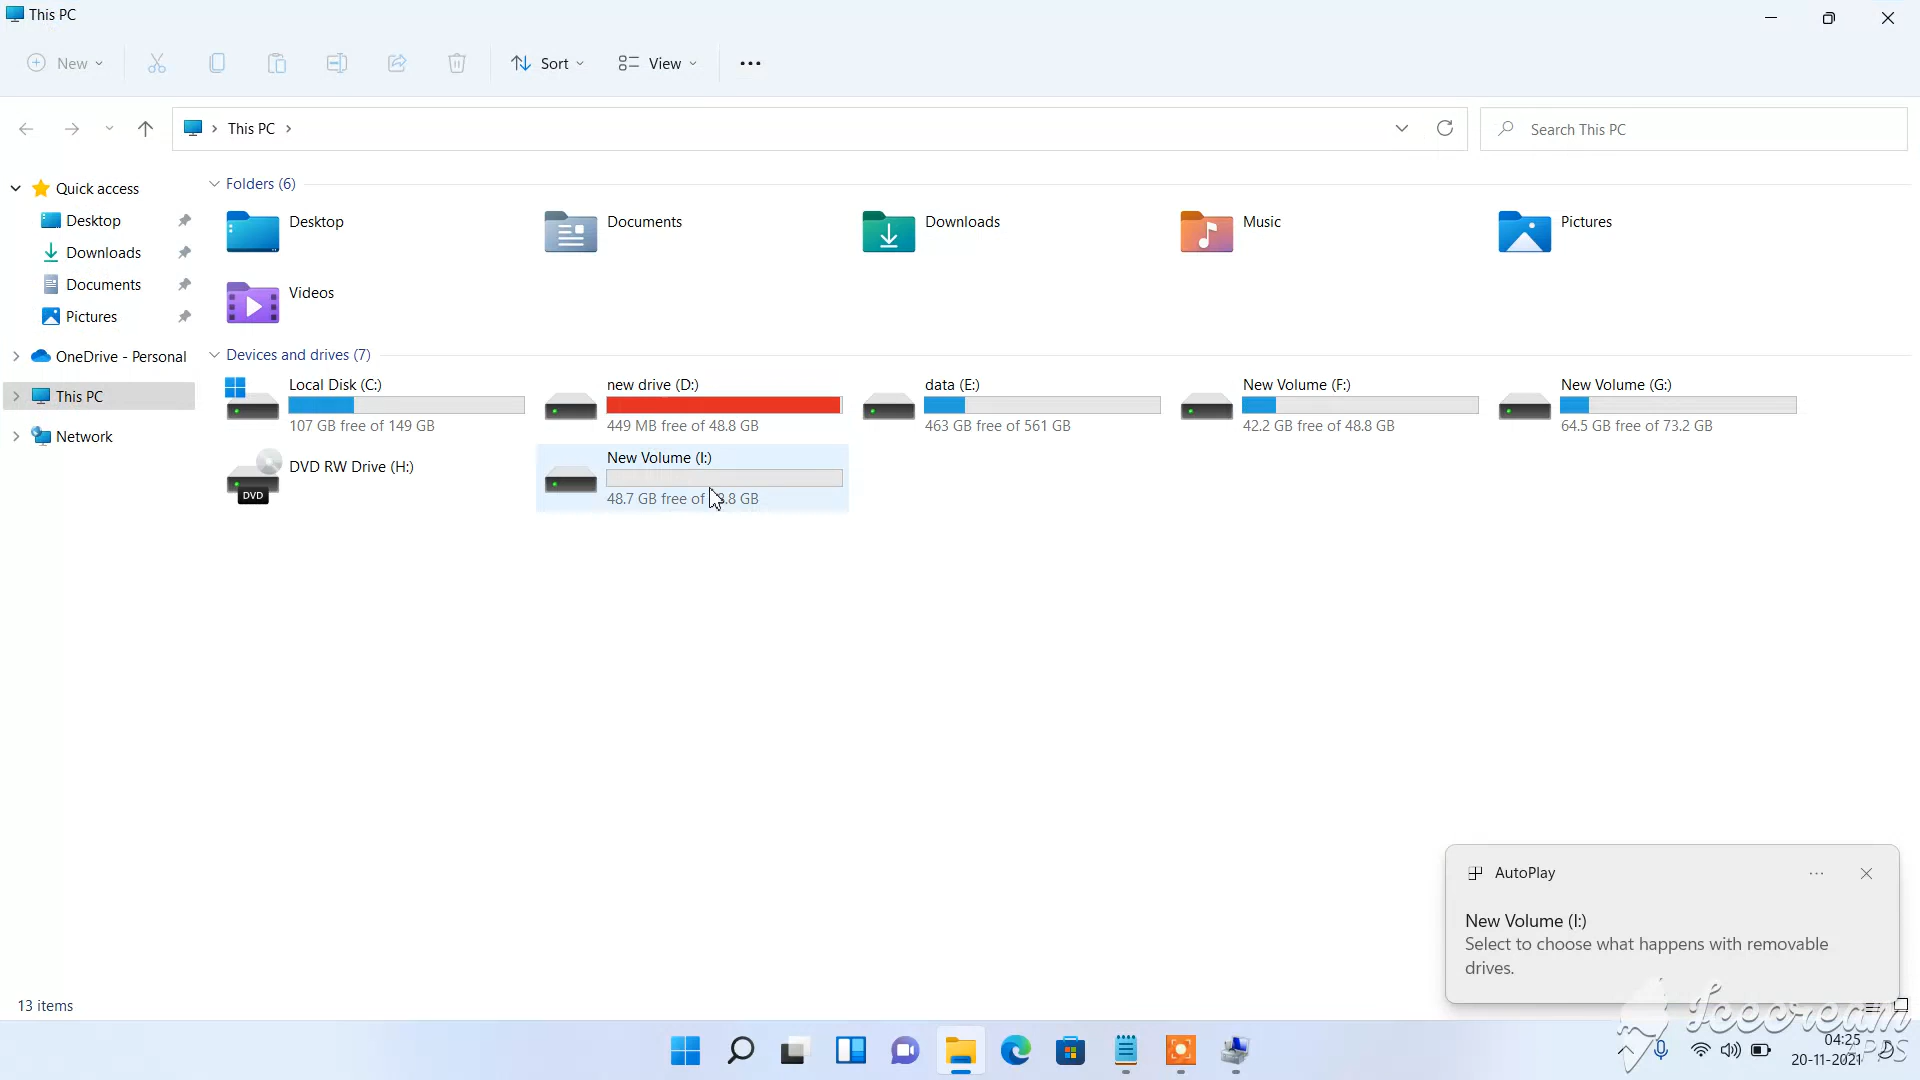 This PC
New
Sort
View
This PC
Search This PC
Quick access
Desktop
Downloads
Documents
Pictures
OneDrive - Personal
This PC
Network
Folders (6)
Desktop
Documents
Downloads
Music
Pictures
Videos
Devices and drives (7)
Local Disk (C:)
107 GB free of 149 GB
new drive (D:)
449 MB free of 48.8 GB
data (E:)
463 GB free of 561 GB
New Volume (F:)
42.2 GB free of 48.8 GB
New Volume (G:)
64.5 GB free of 73.2 GB
DVD RW Drive (H:)
DVD
New Volume (I:)
48.7 GB free of 48.8 GB
AutoPlay
New Volume (I:)
Select to choose what happens with removable
drives.
13 items
Icecream
APPS
04:25
20-11-2021